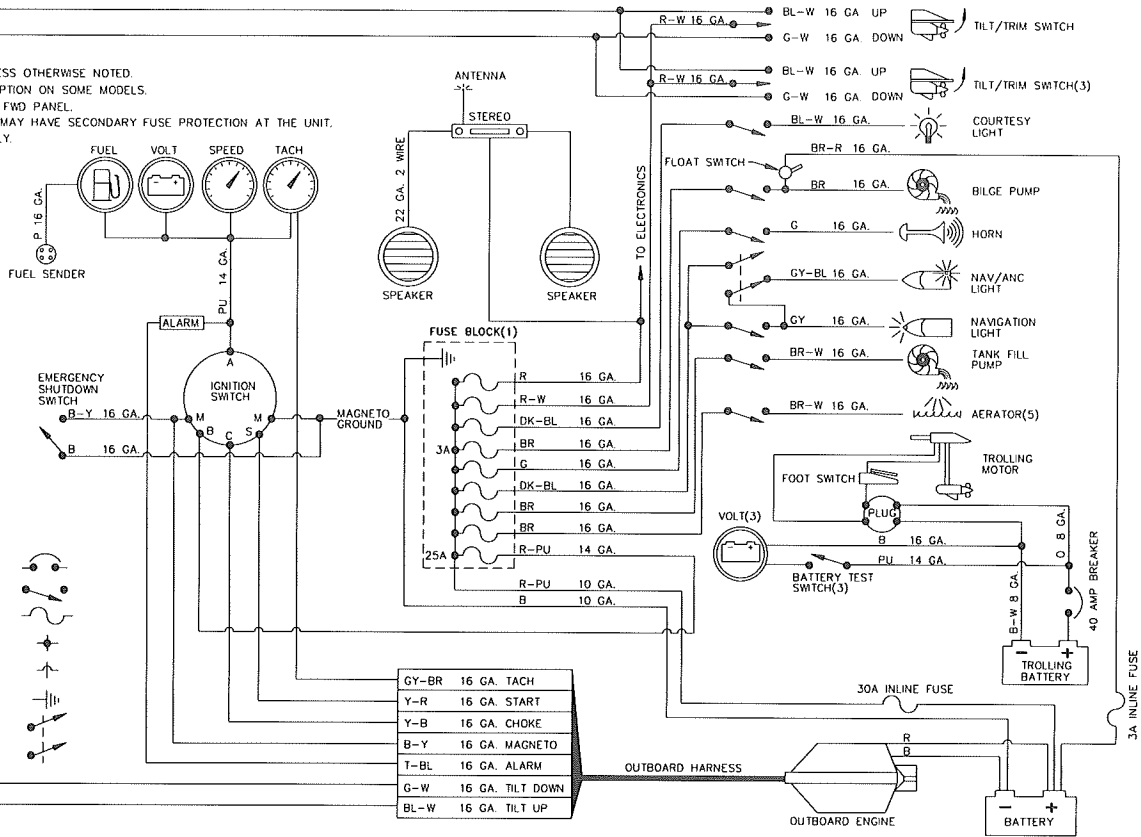 BL-W 16 GA. UP
R-W 16 GA.
TILT/TRIM SWITCH
G-W 16 GA. DOWN
ESS OTHERWISE NOTED.
BL-W 16 GA. UP
R-W 16 GA.
TILT/TRIM SWITCH(3)
PTION ON SOME MODELS.
G-W 16 GA. DOWN
FWD PANEL.
MAY HAVE SECONDARY FUSE PROTECTION AT THE UNIT,
LY.
ANTENNA
STEREO
BL-W 16 GA.
COURTESY
LIGHT
FUEL
VOLT
SPEED
TACH
22 GA. 2 WIRE
BR-R 16 GA.
FLOAT SWITCH
TO ELECTRONICS
BR 16 GA.
BILGE PUMP
P 16 GA.
FUEL SENDER
G 16 GA.
HORN
PU 14 GA.
SPEAKER
SPEAKER
GY-BL 16 GA.
NAV/ANC
LIGHT
ALARM
FUSE BLOCK(1)
GY 16 GA.
NAVIGATION
LIGHT
A
BR-W 16 GA.
TANK FILL
PUMP
EMERGENCY
SHUTDOWN
SWITCH
IGNITION
SWITCH
R 16 GA.
R-W 16 GA.
B-Y 16 GA.
M
M
MAGNETO
GROUND
BR-W 16 GA.
AERATOR(5)
DK-BL 16 GA.
B
C
S
B 16 GA.
3A
BR 16 GA.
G 16 GA.
TROLLING
MOTOR
FOOT SWITCH
DK-BL 16 GA.
BR 16 GA.
PLUG
VOLT(3)
BR 16 GA.
B 16 GA.
O 8 GA.
25A
R-PU 14 GA.
PU 14 GA.
BATTERY TEST
SWITCH(3)
R-PU 10 GA.
B 10 GA.
B-W 8 GA.
40 AMP BREAKER
- +
TROLLING
BATTERY
GY-BR 16 GA. TACH
Y-R 16 GA. START
Y-B 16 GA. CHOKE
B-Y 16 GA. MAGNETO
T-BL 16 GA. ALARM
G-W 16 GA. TILT DOWN
BL-W 16 GA. TILT UP
30A INLINE FUSE
3A INLINE FUSE
R
B
OUTBOARD HARNESS
OUTBOARD ENGINE
- +
BATTERY